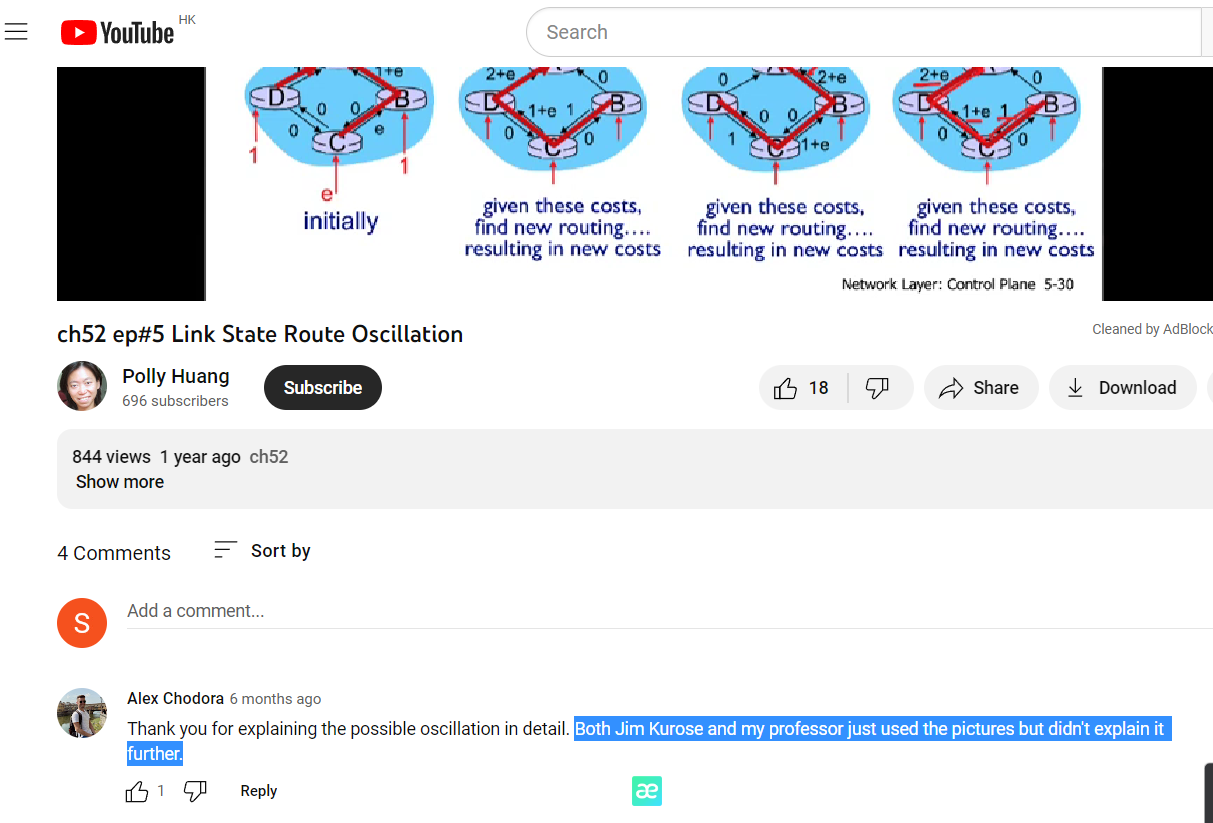 YouTube HK
Search
1+e 2+e 0 0 2+e 2+e 0
D B D B D B D B
0 0 1+e 1 0 0 1+e 1
0 e 0 0 1 1+e 0 0
C C C C
1 1
e
initially
given these costs,
find new routing....
resulting in new costs
given these costs,
find new routing....
resulting in new costs
given these costs,
find new routing....
resulting in new costs
Network Layer: Control Plane 5-30
ch52 ep#5 Link State Route Oscillation
Cleaned by AdBlock
Polly Huang
696 subscribers
Subscribe
18
Share
Download
844 views 1 year ago ch52
Show more
4 Comments
Sort by
S
Add a comment...
Alex Chodora 6 months ago
Thank you for explaining the possible oscillation in detail. Both Jim Kurose and my professor just used the pictures but didn't explain it
further.
1
Reply
æ